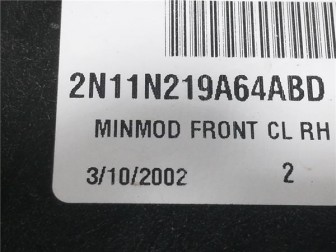 2N11N219A64ABD
MINMOD FRONT CL RH
3/10/2002 2